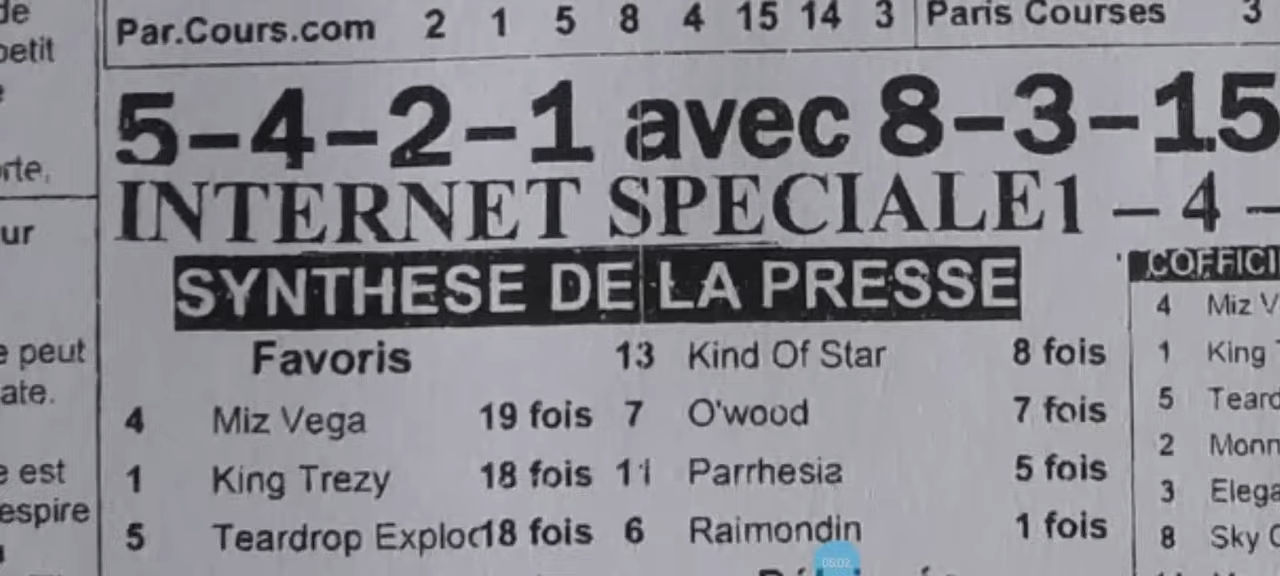 de
petit
rte.
ur
e peut
ate.
e est
espire
Par.Cours.com 2 1 5 8 4 15 14 3
Paris Courses 3
5-4-2-1 avec 8-3-15
INTERNET SPECIALE1 - 4 -
SYNTHESE DE LA PRESSE
Favoris
4 Miz Vega 19 fois
1 King Trezy 18 fois
5 Teardrop Exploc 18 fois
13 Kind Of Star 8 fois
7 O'wood 7 fois
11 Parrhesia 5 fois
6 Raimondin 1 fois
COFFICI
4 Miz V
1 King T
5 Teard
2 Monn
3 Elega
8 Sky C
05:02